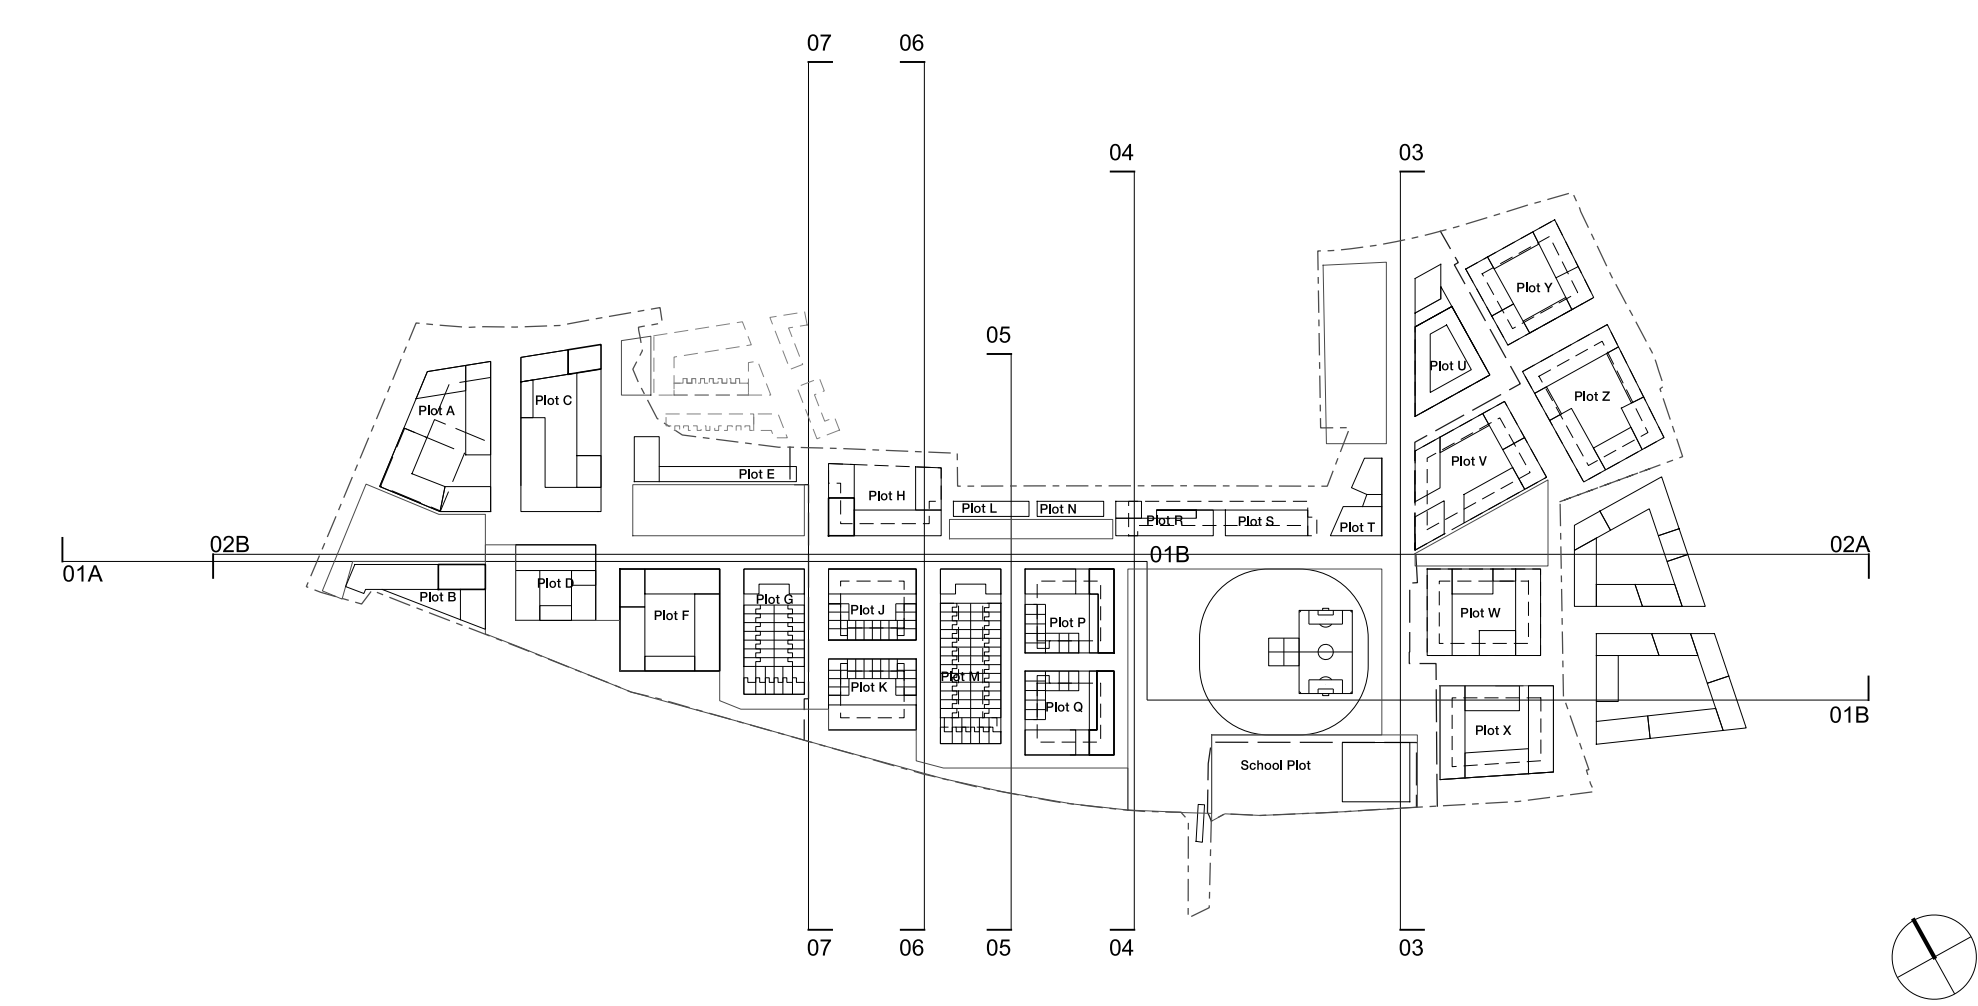 07
06
04
03
05
Plot Y
Plot U
Plot Z
Plot A
Plot C
Plot V
Plot E
Plot H
Plot L
Plot N
Plot R
Plot S
Plot T
02B
01B
02A
01A
Plot B
Plot D
Plot F
Plot G
Plot J
Plot P
Plot W
Plot M
Plot K
Plot Q
01B
Plot X
School Plot
07
06
05
04
03